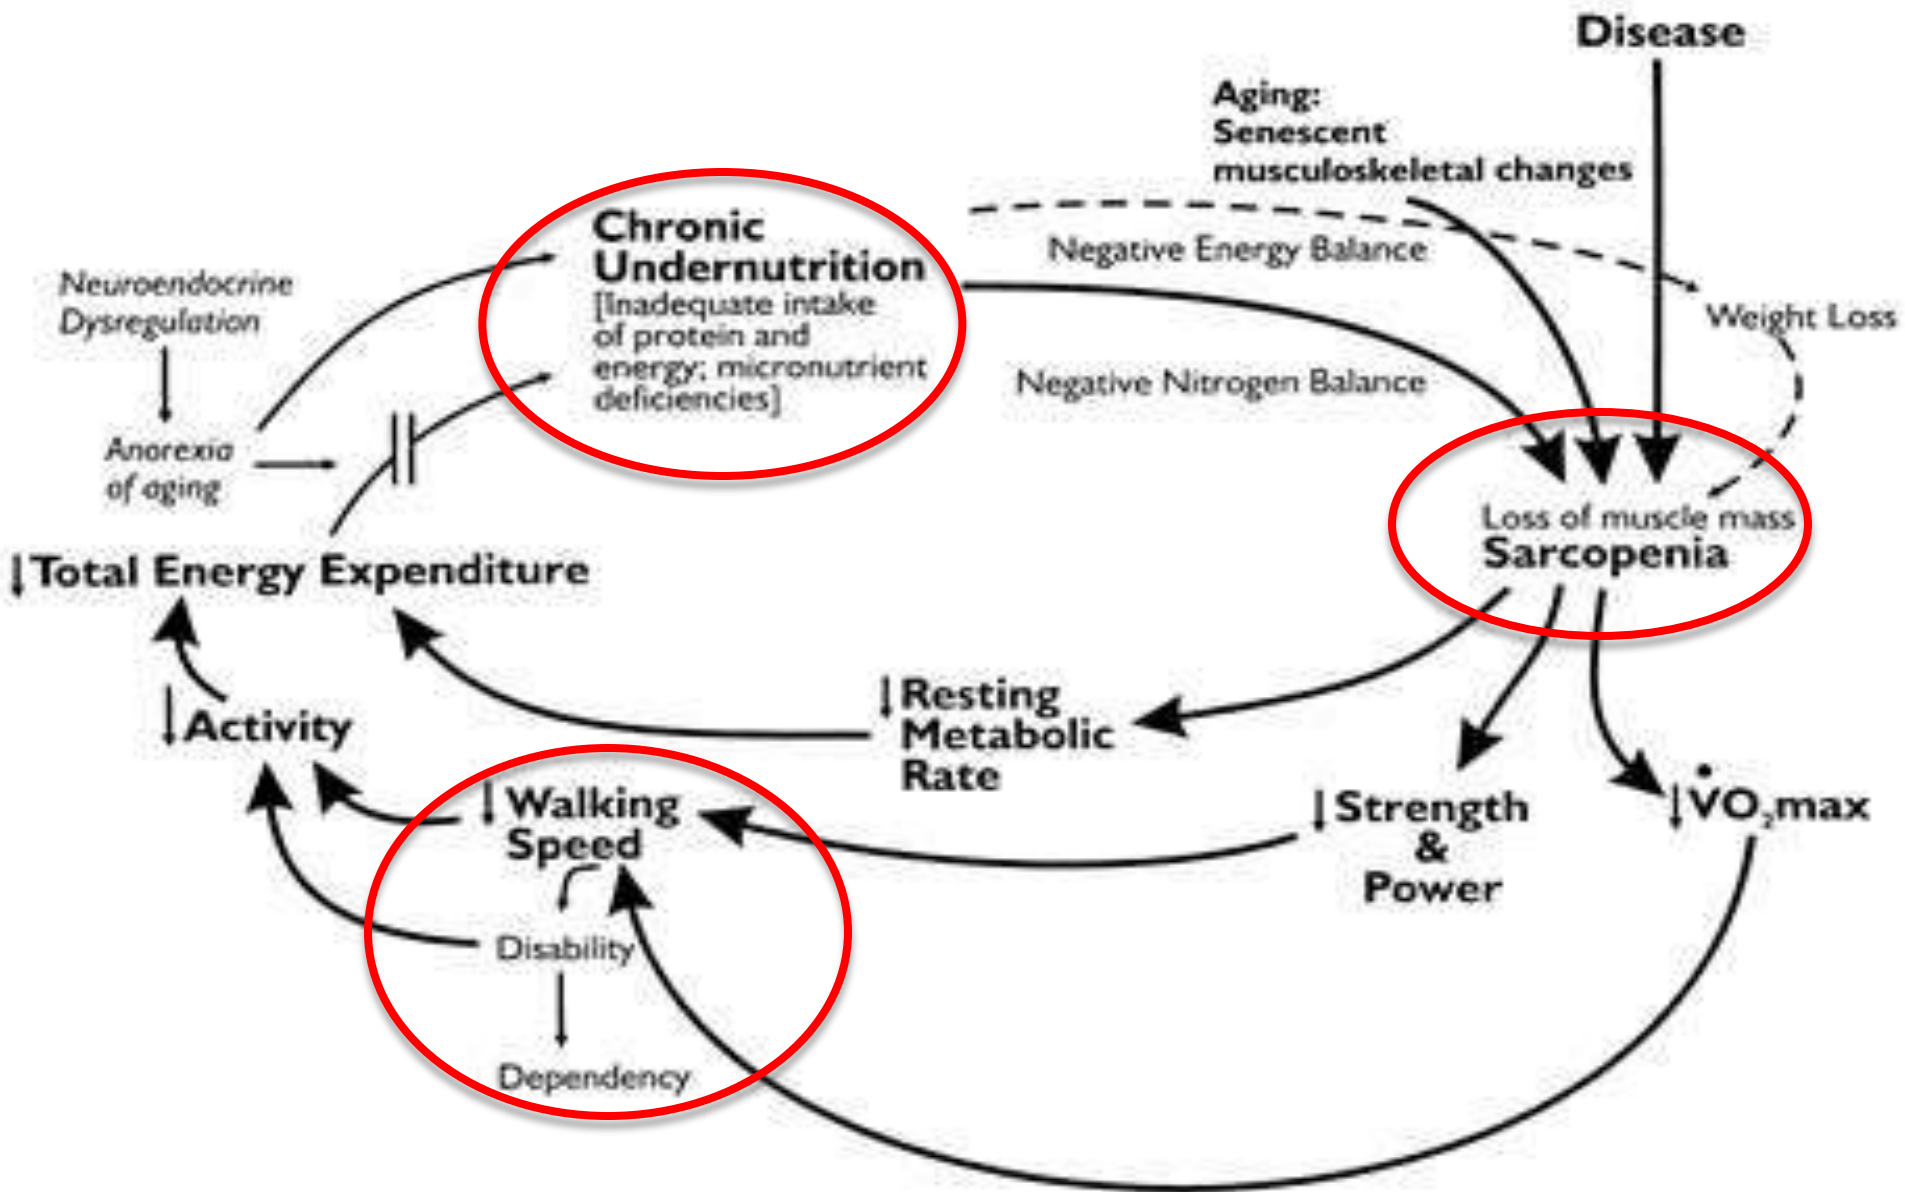 Disease
Aging:
Senescent
musculoskeletal changes
Chronic
Undernutrition
[Inadequate intake
of protein and
energy; micronutrient
deficiencies]
Negative Energy Balance
Neuroendocrine
Dysregulation
Weight Loss
Negative Nitrogen Balance
Anorexia
of aging
Loss of muscle mass
Sarcopenia
↓Total Energy Expenditure
↓Resting
Metabolic
Rate
↓Activity
↓Walking
Speed
↓Strength
&
Power
↓V̇O₂max
Disability
Dependency